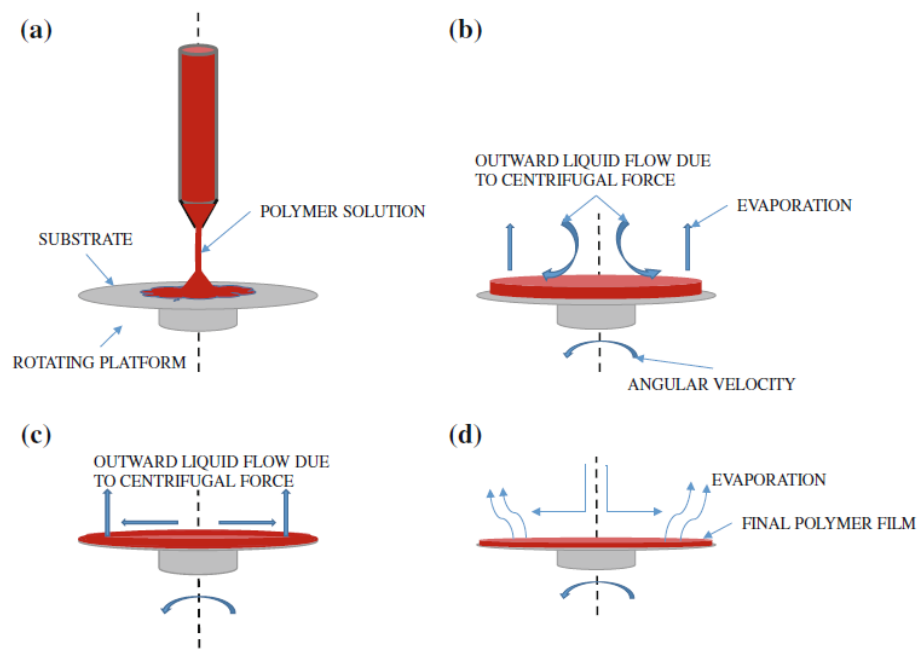 (a)
POLYMER SOLUTION
SUBSTRATE
ROTATING PLATFORM
(b)
OUTWARD LIQUID FLOW DUE
TO CENTRIFUGAL FORCE
EVAPORATION
ANGULAR VELOCITY
(c)
OUTWARD LIQUID FLOW DUE
TO CENTRIFUGAL FORCE
(d)
EVAPORATION
FINAL POLYMER FILM